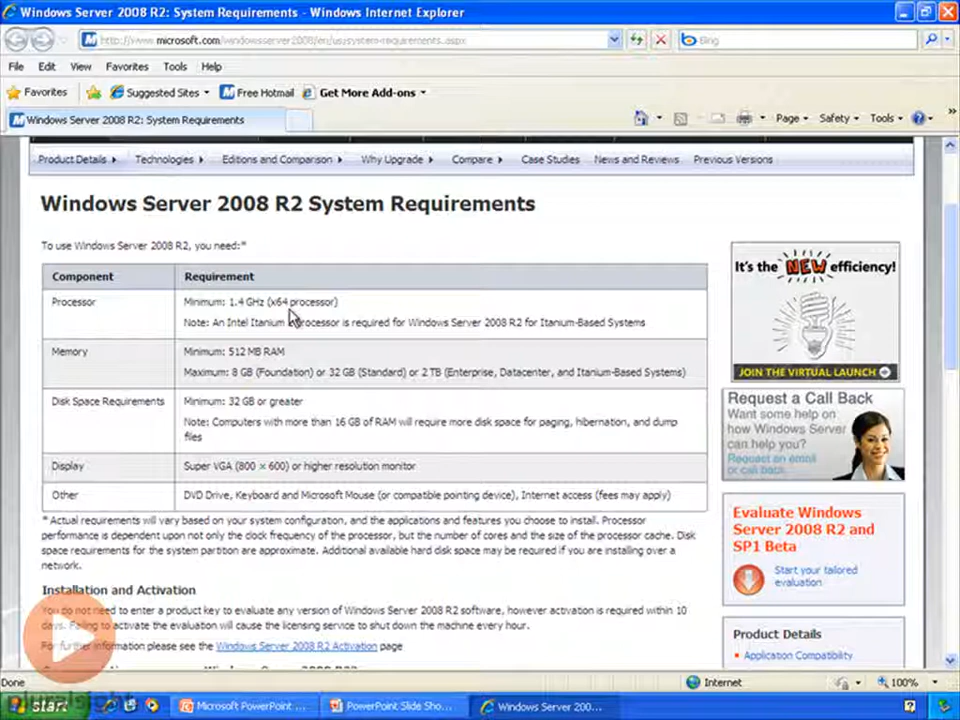 Windows Server 2008 R2: System Requirements - Windows Internet Explorer
http://www.microsoft.com/windowsserver2008/en/us/system-requirements.aspx
Bing
File Edit View Favorites Tools Help
Favorites Suggested Sites Free Hotmail Get More Add-ons
Windows Server 2008 R2: System Requirements
Page Safety Tools
Product Details Technologies Editions and Comparison Why Upgrade Compare Case Studies News and Reviews Previous Versions
Windows Server 2008 R2 System Requirements
To use Windows Server 2008 R2, you need:*
Component Requirement
Processor Minimum: 1.4 GHz (x64 processor)
Note: An Intel Itanium processor is required for Windows Server 2008 R2 for Itanium-Based Systems
Memory Minimum: 512 MB RAM
Maximum: 8 GB (Foundation) or 32 GB (Standard) or 2 TB (Enterprise, Datacenter, and Itanium-Based Systems)
Disk Space Requirements Minimum: 32 GB or greater
Note: Computers with more than 16 GB of RAM will require more disk space for paging, hibernation, and dump
files
Display Super VGA (800 × 600) or higher resolution monitor
Other DVD Drive, Keyboard and Microsoft Mouse (or compatible pointing device), Internet access (fees may apply)
* Actual requirements will vary based on your system configuration, and the applications and features you choose to install. Processor
performance is dependent upon not only the clock frequency of the processor, but the number of cores and the size of the processor cache. Disk
space requirements for the system partition are approximate. Additional available hard disk space may be required if you are installing over a
network.
Installation and Activation
You do not need to enter a product key to evaluate any version of Windows Server 2008 R2 software, however activation is required within 10
days. Failing to activate the evaluation will cause the licensing service to shut down the machine every hour.
For further information please see the Windows Server 2008 R2 Activation page
It's the NEW efficiency!
JOIN THE VIRTUAL LAUNCH
Request a Call Back
Want some help on
how Windows Server
can help you?
Request an email
or call back.
Evaluate Windows
Server 2008 R2 and
SP1 Beta
Start your tailored
evaluation
Product Details
Application Compatibility
Done Internet 100%
pluralsight
start Microsoft PowerPoint ... PowerPoint Slide Sho... Windows Server 200...